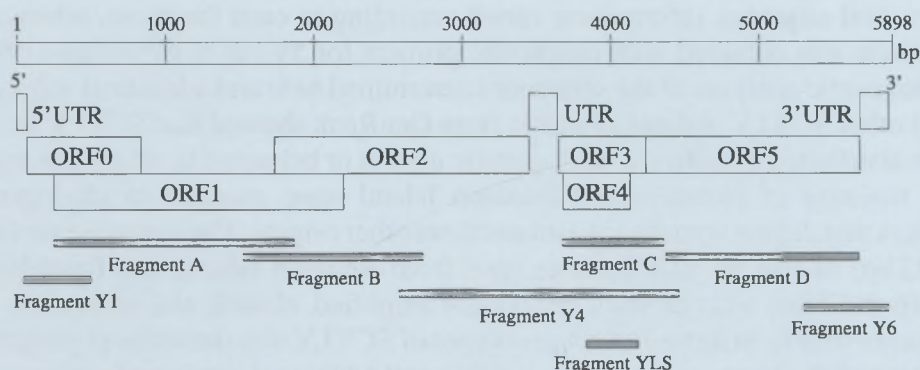 1 1000 2000 3000 4000 5000 5898
bp
5' 3'
5'UTR UTR 3'UTR
ORF0 ORF2 ORF3 ORF5
ORF1 ORF4
Fragment A Fragment B Fragment C Fragment D
Fragment Y1 Fragment Y4 Fragment Y6
Fragment YLS